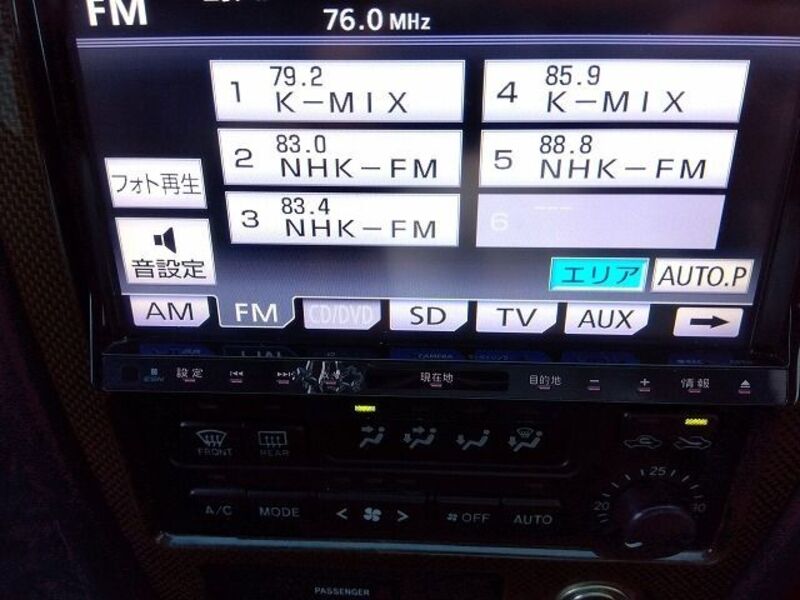 FM
76.0 MHz
1 79.2 K-MIX
4 85.9 K-MIX
2 83.0 NHK-FM
5 88.8 NHK-FM
3 83.4 NHK-FM
6 ---
フォト再生
音設定
エリア
AUTO.P
AM FM CD/DVD SD TV AUX
設定
現在地
目的地
− +
情報
FRONT REAR
A/C MODE < > OFF AUTO
20 25 30
PASSENGER